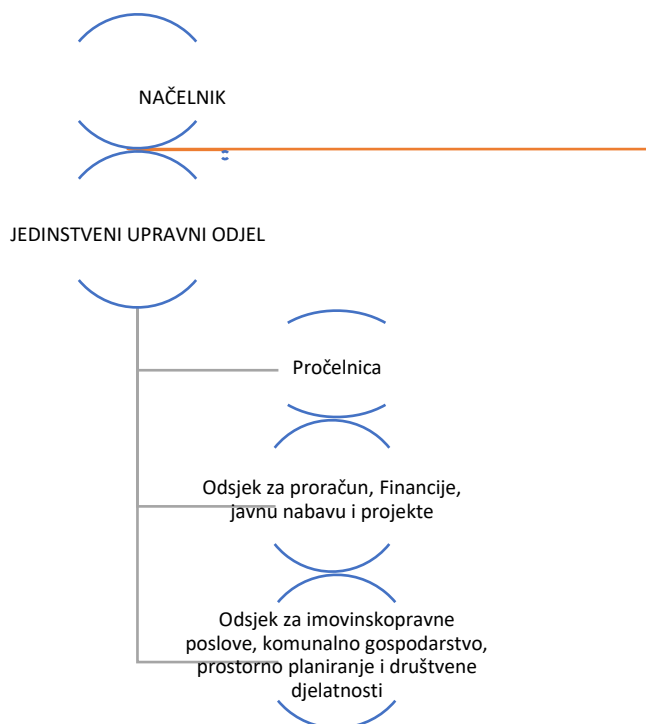 NAČELNIK
JEDINSTVENI UPRAVNI ODJEL
Pročelnica
Odsjek za proračun, Financije,
javnu nabavu i projekte
Odsjek za imovinskopravne
poslove, komunalno gospodarstvo,
prostorno planiranje i društvene
djelatnosti